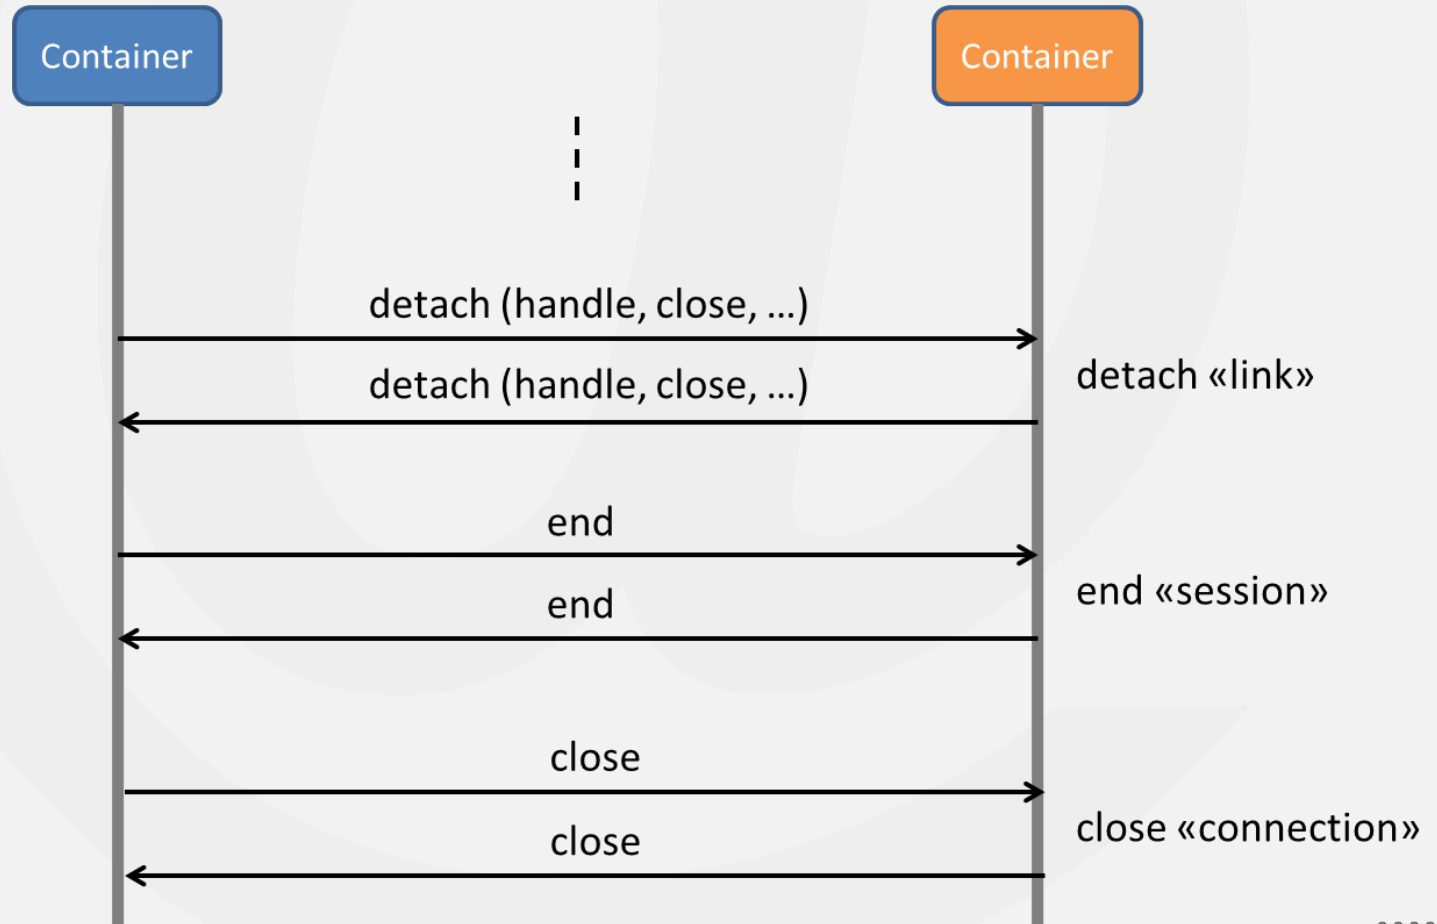 Container
Container
detach (handle, close, ...)
detach (handle, close, ...)
detach «link»
end
end
end «session»
close
close
close «connection»